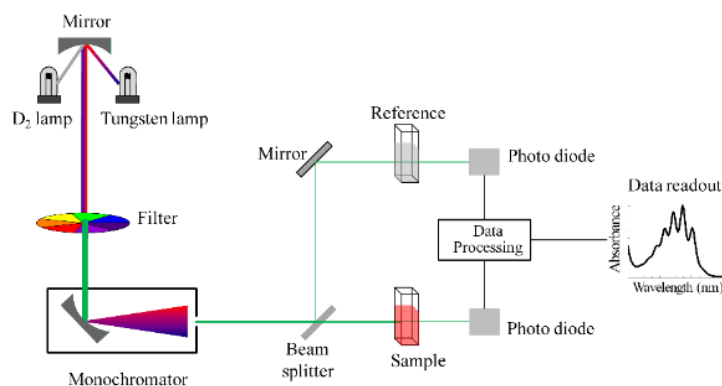 Mirror
D₂ lamp
Tungsten lamp
Filter
Monochromator
Mirror
Reference
Photo diode
Data
Processing
Beam
splitter
Sample
Photo diode
Data readout
Absorbance
Wavelength (nm)